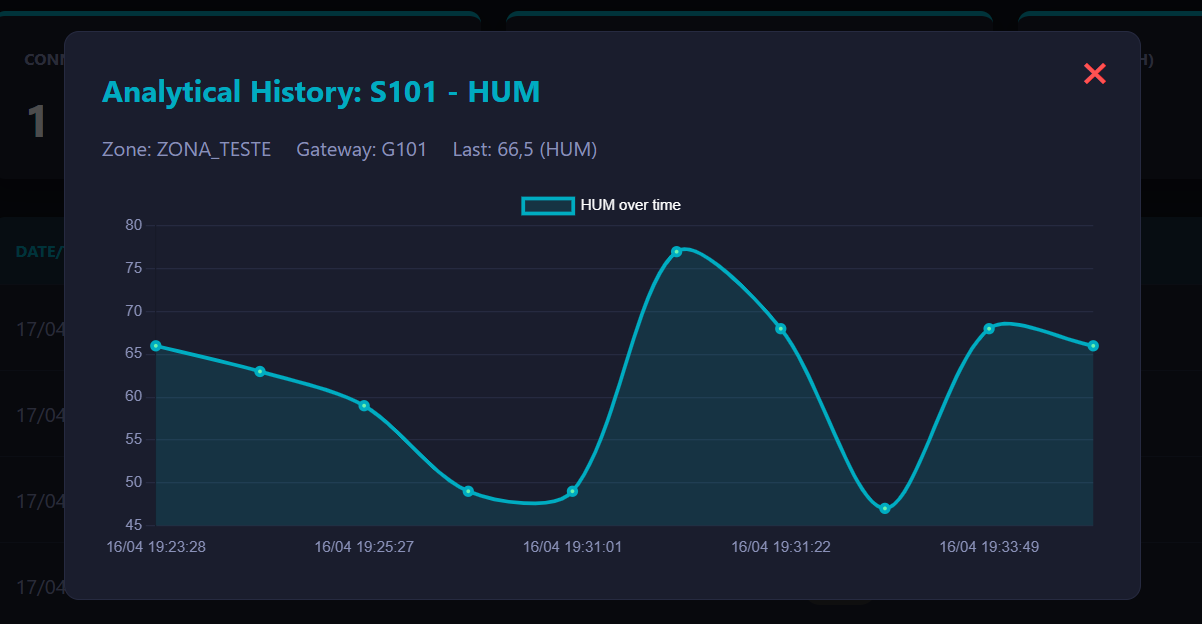 CONN
H)
1
DATE/
17/04
17/04
17/04
17/04
Analytical History: S101 - HUM
Zone: ZONA_TESTE Gateway: G101 Last: 66,5 (HUM)
HUM over time
80
75
70
65
60
55
50
45
16/04 19:23:28 16/04 19:25:27 16/04 19:31:01 16/04 19:31:22 16/04 19:33:49